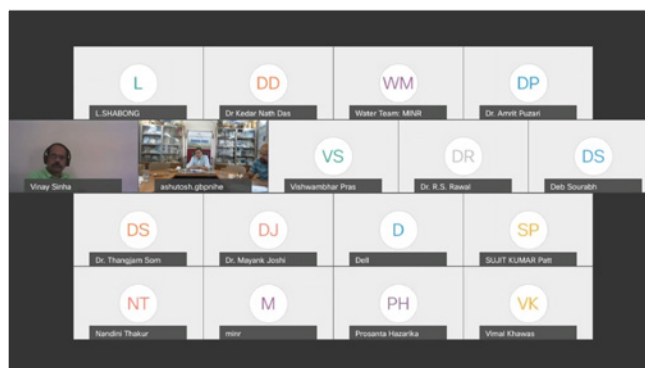 L
L.SHABONG
DD
Dr Kedar Nath Das
WM
Water Team: MINR
DP
Dr. Amrit Puzari
Vinay Sinha
ashutosh.gbpnihe
VS
Vishwambhar Pras
DR
Dr. R.S. Rawal
DS
Deb Sourabh
DS
Dr. Thangjam Som
DJ
Dr. Mayank Joshi
D
Dell
SP
SUJIT KUMAR Patt
NT
Nandini Thakur
M
minr
PH
Prosanta Hazarika
VK
Vimal Khawas